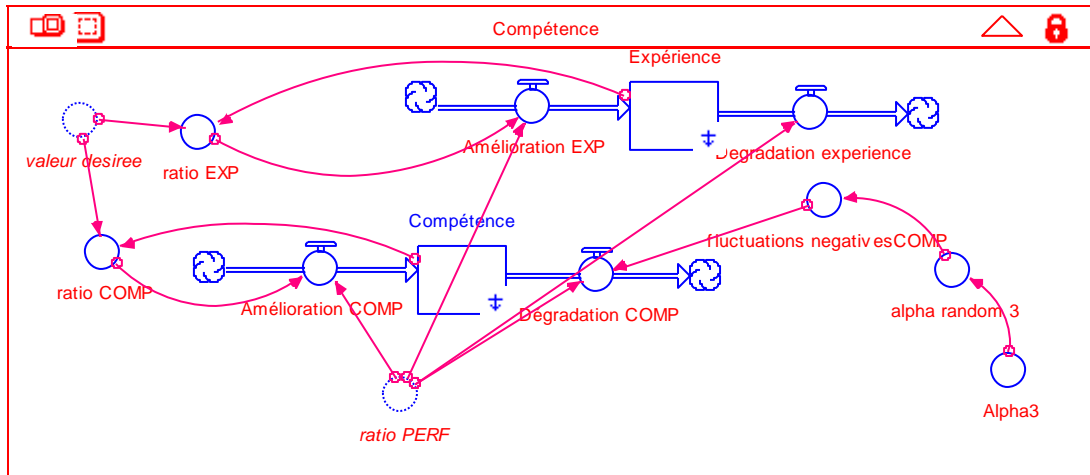 Compétence
Expérience
valeur desiree
ratio EXP
Amélioration EXP
Degradation experience
Compétence
fluctuations negativesCOMP
ratio COMP
Amélioration COMP
Degradation COMP
alpha random 3
Alpha3
ratio PERF